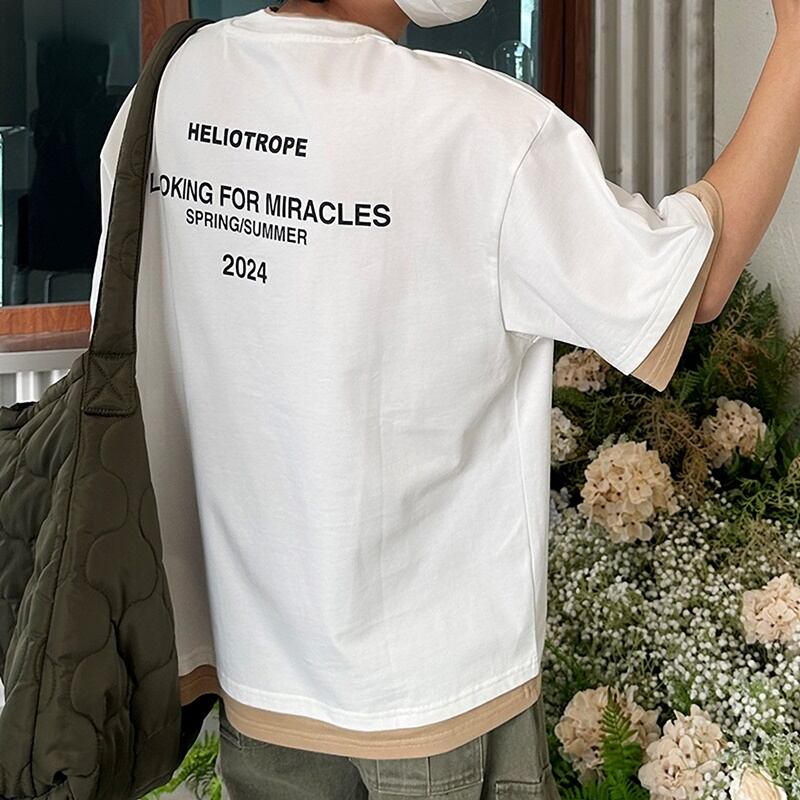 HELIOTROPE
LOOKING FOR MIRACLES
SPRING/SUMMER
2024